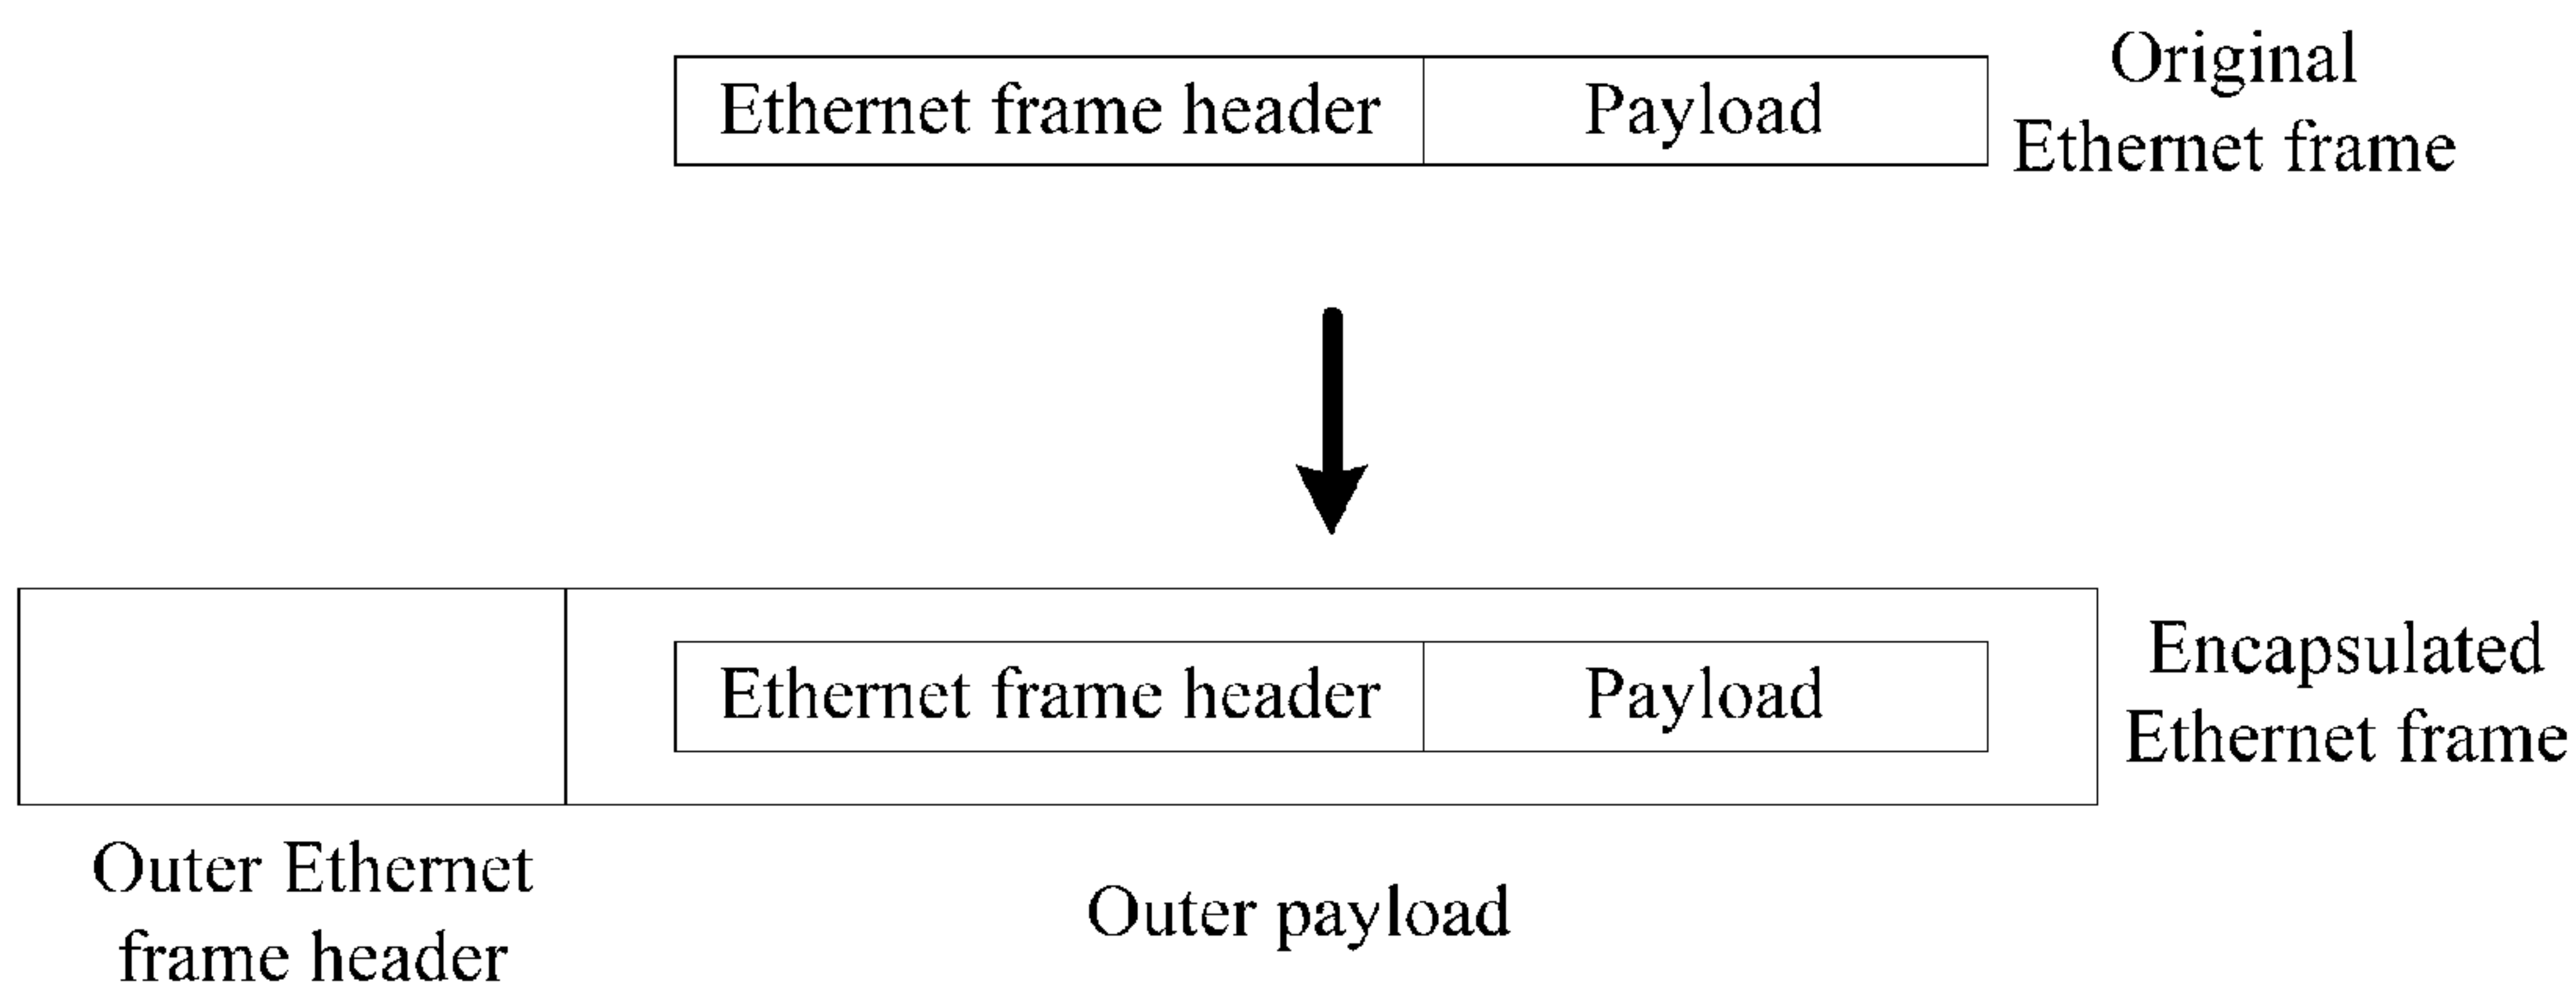 Ethernet frame header
Payload
Original
Ethernet frame
Ethernet frame header
Payload
Encapsulated
Ethernet frame
Outer Ethernet
frame header
Outer payload